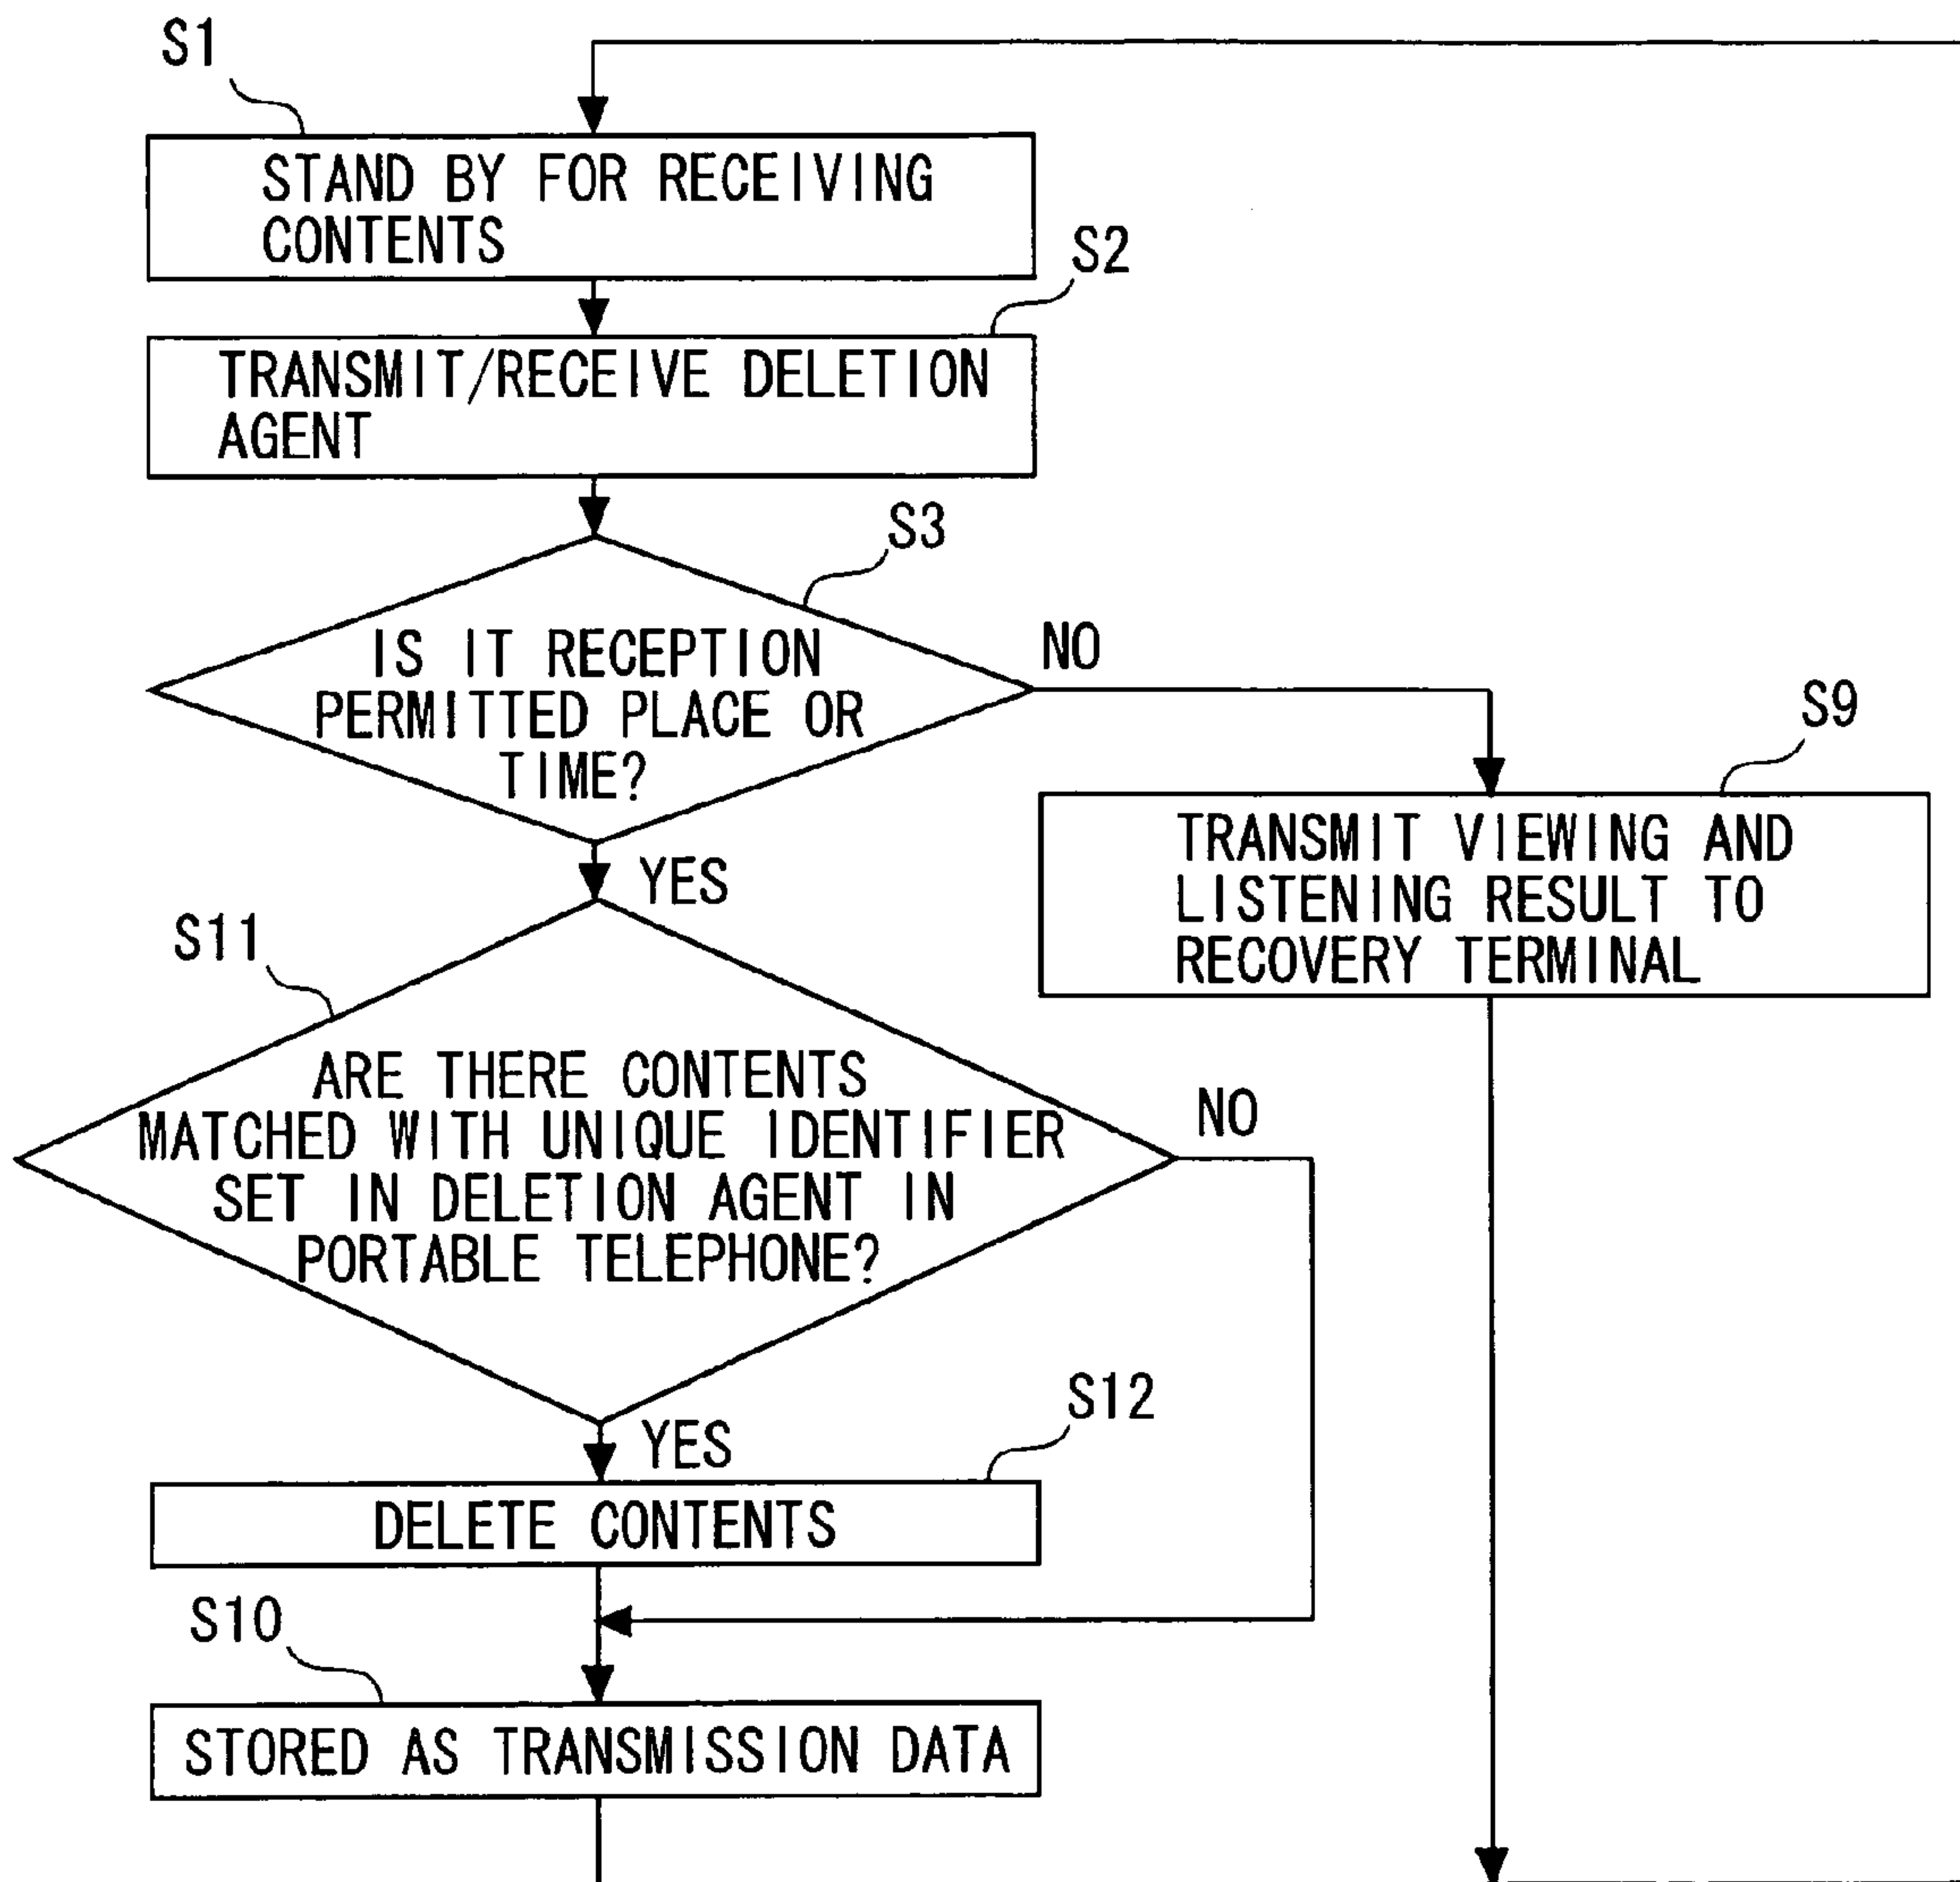 S1
STAND BY FOR RECEIVING
CONTENTS
S2
TRANSMIT/RECEIVE DELETION
AGENT
S3
IS IT RECEPTION
PERMITTED PLACE OR
TIME?
NO
YES
S9
TRANSMIT VIEWING AND
LISTENING RESULT TO
RECOVERY TERMINAL
S11
ARE THERE CONTENTS
MATCHED WITH UNIQUE IDENTIFIER
SET IN DELETION AGENT IN
PORTABLE TELEPHONE?
NO
YES
S12
DELETE CONTENTS
S10
STORED AS TRANSMISSION DATA